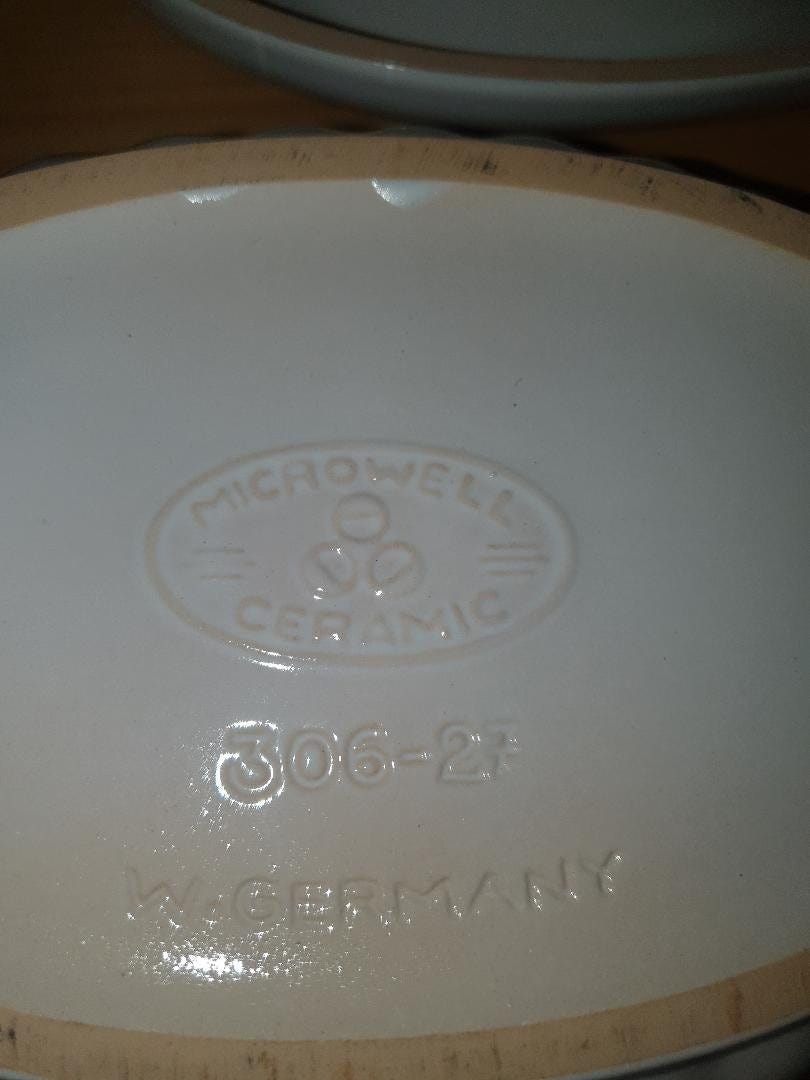 MICROWELL
CERAMIC
306-27
W. GERMANY